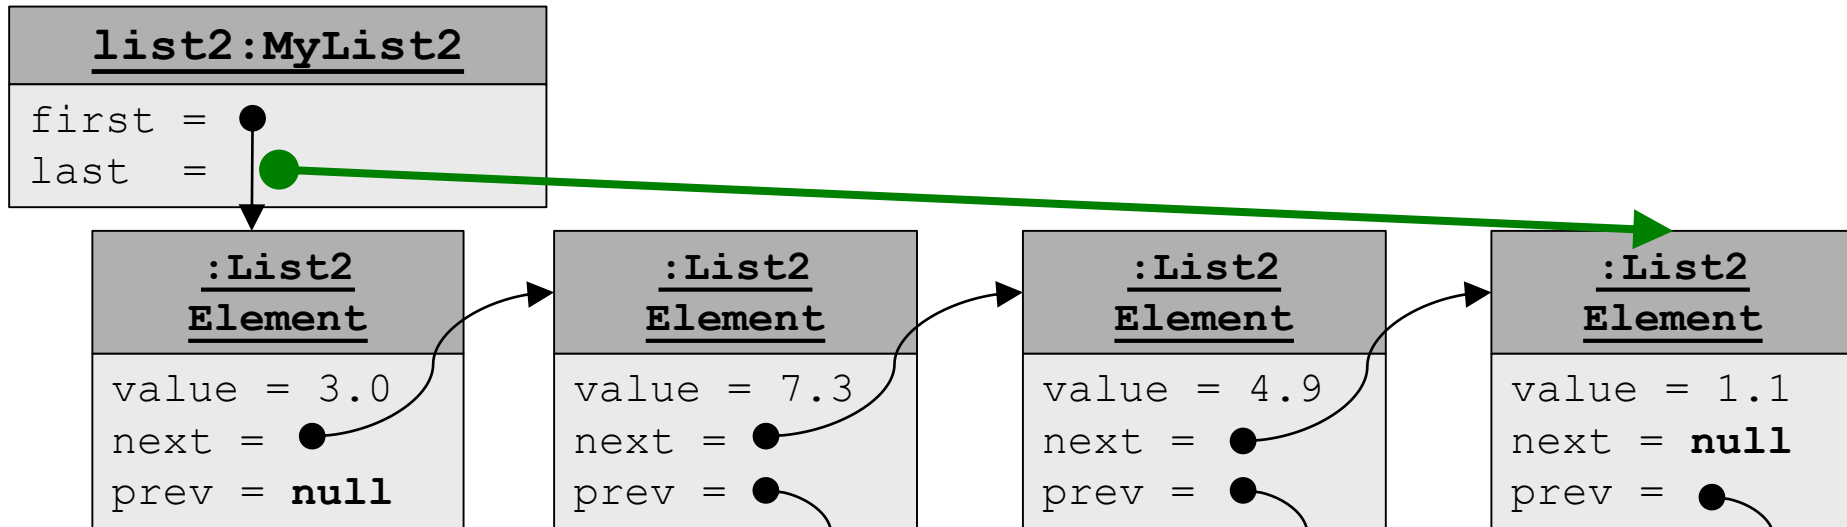 list2:MyList2
first =
last =
:List2
Element
value = 3.0
next =
prev = null
:List2
Element
value = 7.3
next =
prev =
:List2
Element
value = 4.9
next =
prev =
:List2
Element
value = 1.1
next = null
prev =